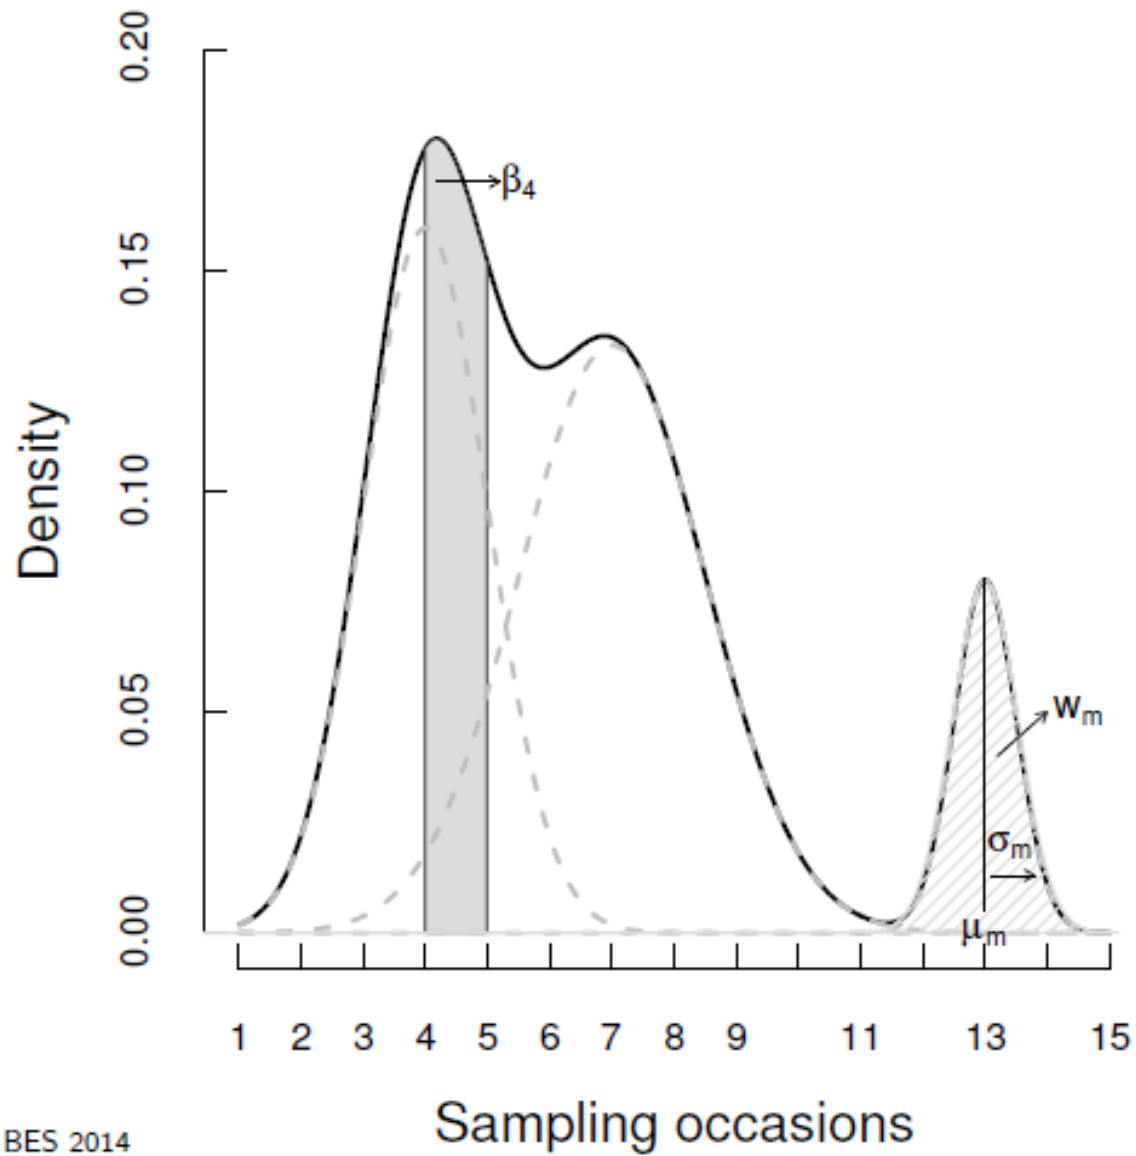 0.20
0.15
0.10
0.05
0.00
Density
β4
wm
σm
μm
1 2 3 4 5 6 7 8 9 11 13 15
Sampling occasions
BES 2014